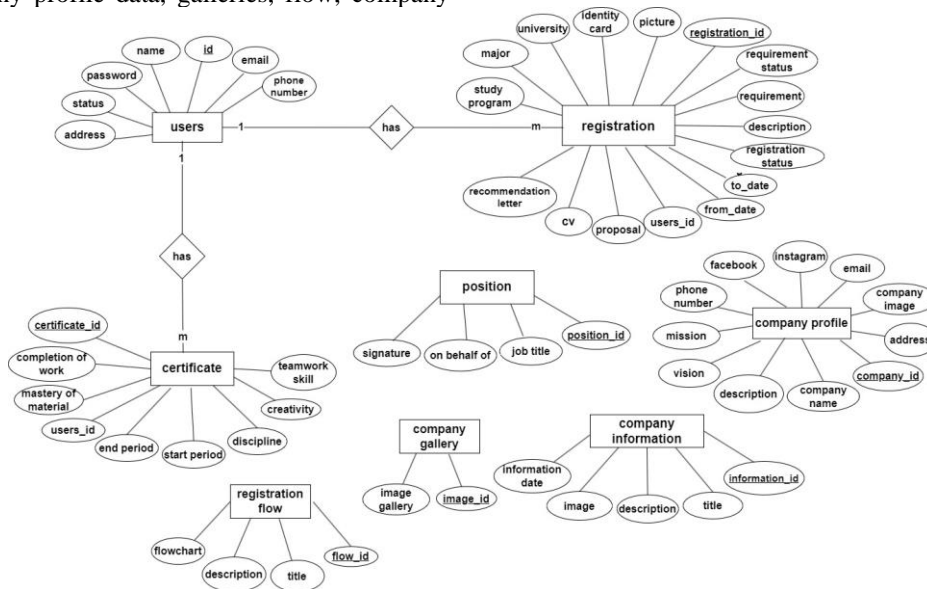 ny profile data, galleries, flow, company
name
id
email
password
phone
number
status
address
users
1
1
has
m
identity
card
picture
university
registration_id
major
requirement
status
study
program
requirement
registration
description
registration
status
to_date
from_date
users_id
proposal
cv
recommendation
letter
has
m
certificate_id
completion of
work
mastery of
material
users_id
end period
start period
discipline
creativity
teamwork
skill
certificate
position
signature
on behalf of
job title
position_id
facebook
instagram
email
phone
number
company
image
company profile
mission
address
vision
company_id
description
company
name
company
gallery
image
gallery
image_id
company
information
information
date
image
description
title
information_id
registration
flow
flowchart
description
title
flow_id